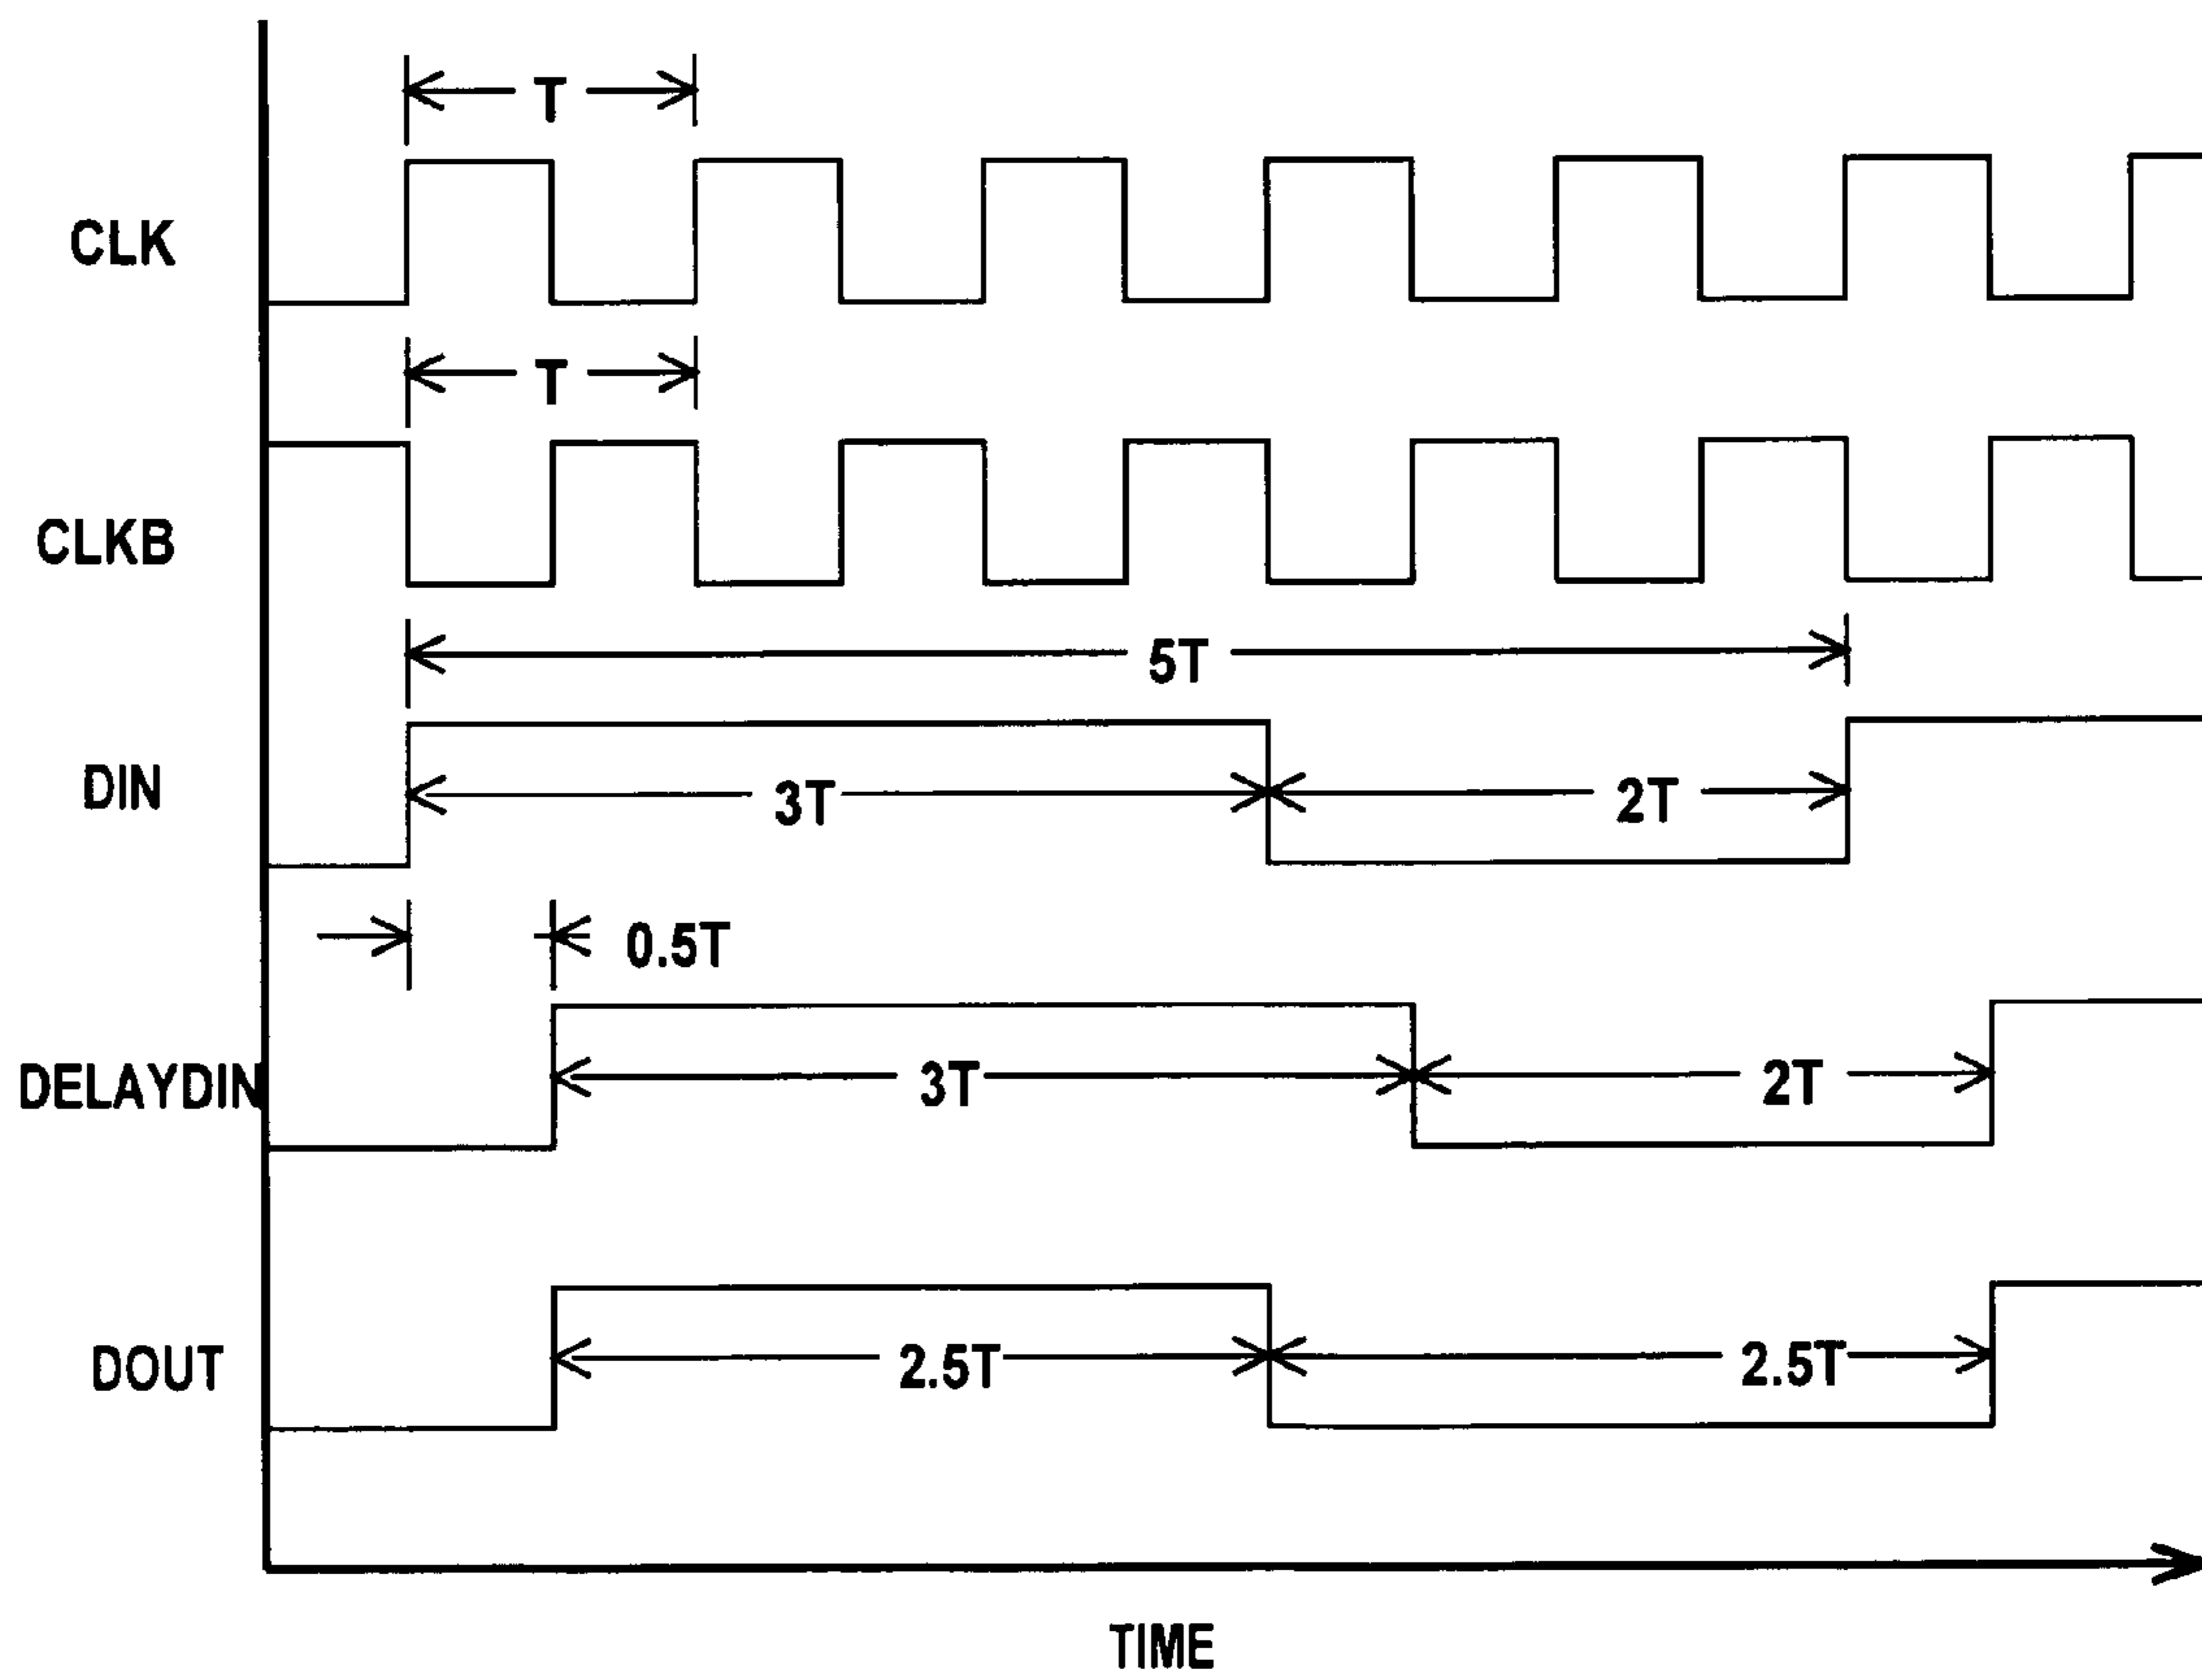 T
CLK
T
CLKB
5T
DIN
3T
2T
0.5T
DELAYDIN
3T
2T
DOUT
2.5T
2.5T
TIME